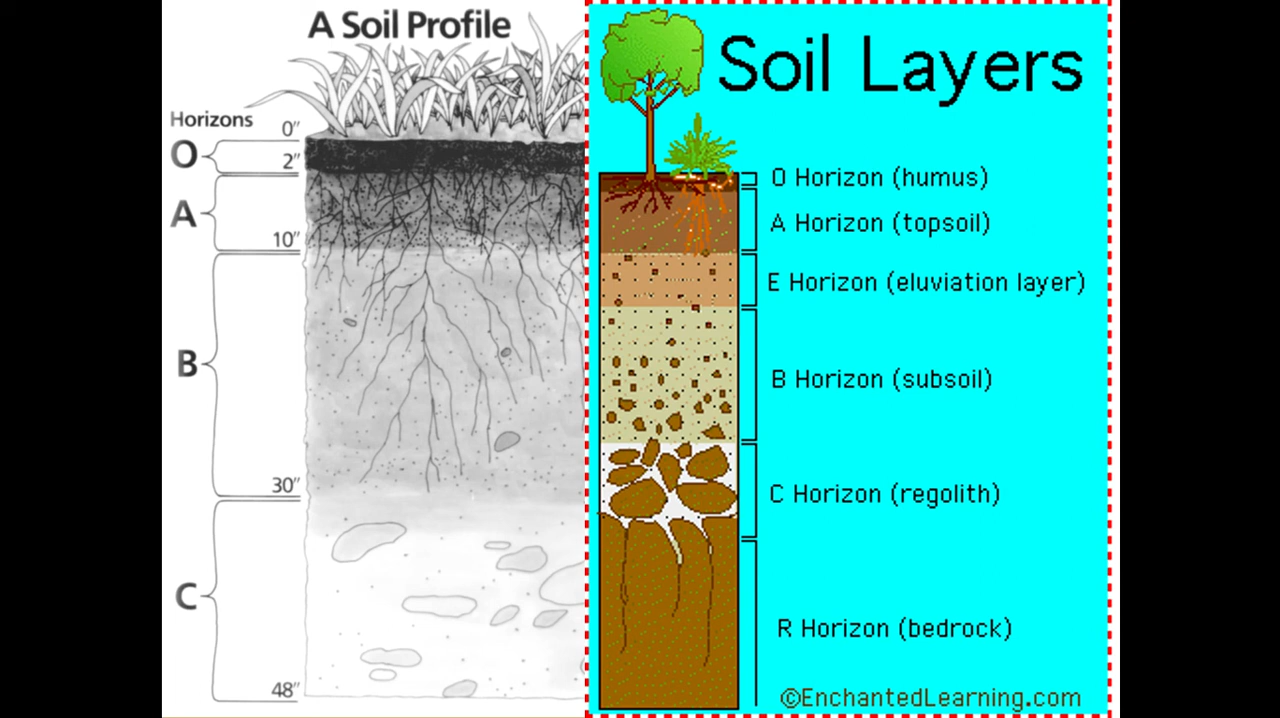 A Soil Profile
Horizons
0"
O
2"
A
10"
B
30"
C
48"
Soil Layers
O Horizon (humus)
A Horizon (topsoil)
E Horizon (eluviation layer)
B Horizon (subsoil)
C Horizon (regolith)
R Horizon (bedrock)
©EnchantedLearning.com